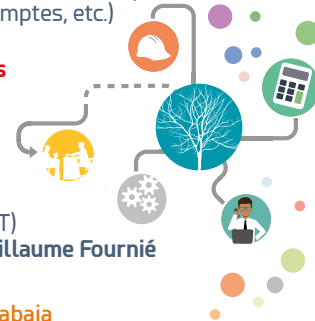 mptes, etc.)
s
T)
illaume Fournié
abaia